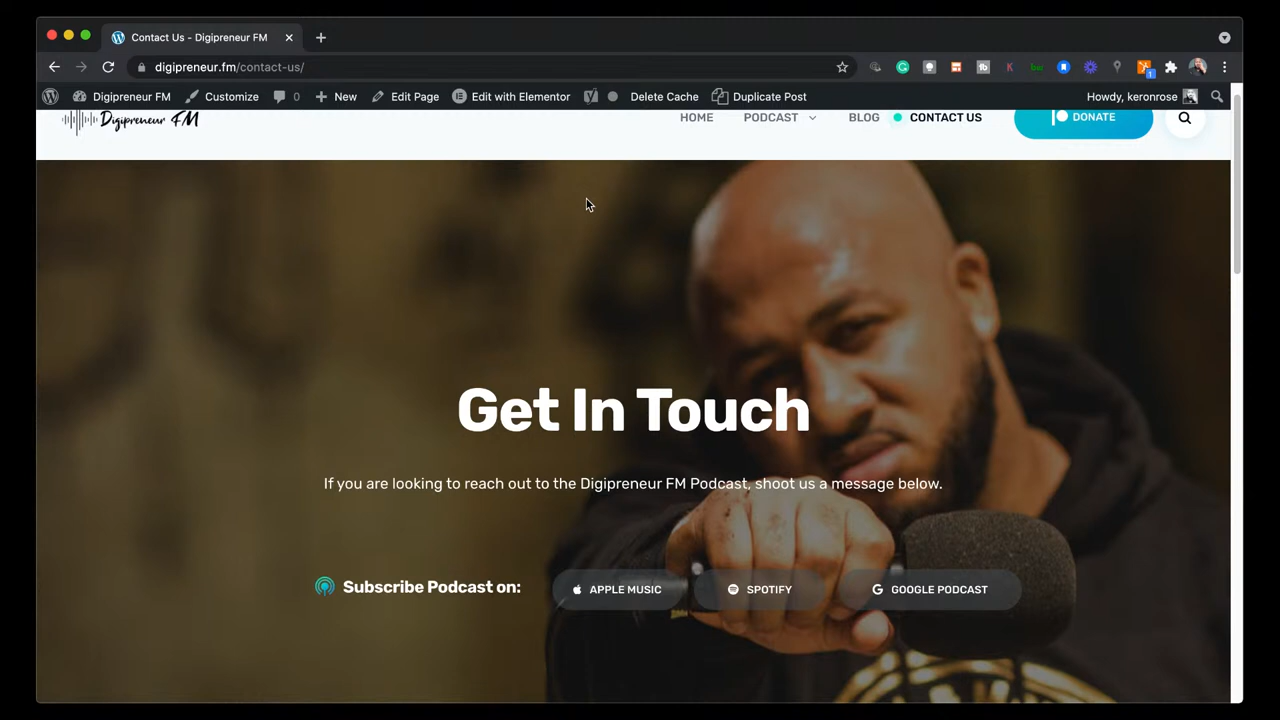 Contact Us - Digipreneur FM
digipreneur.fm/contact-us/
1
Digipreneur FM Customize 0 New Edit Page Edit with Elementor Delete Cache Duplicate Post Howdy, keronrose
Digipreneur FM HOME PODCAST BLOG CONTACT US DONATE
Get In Touch
If you are looking to reach out to the Digipreneur FM Podcast, shoot us a message below.
Subscribe Podcast on: APPLE MUSIC SPOTIFY GOOGLE PODCAST